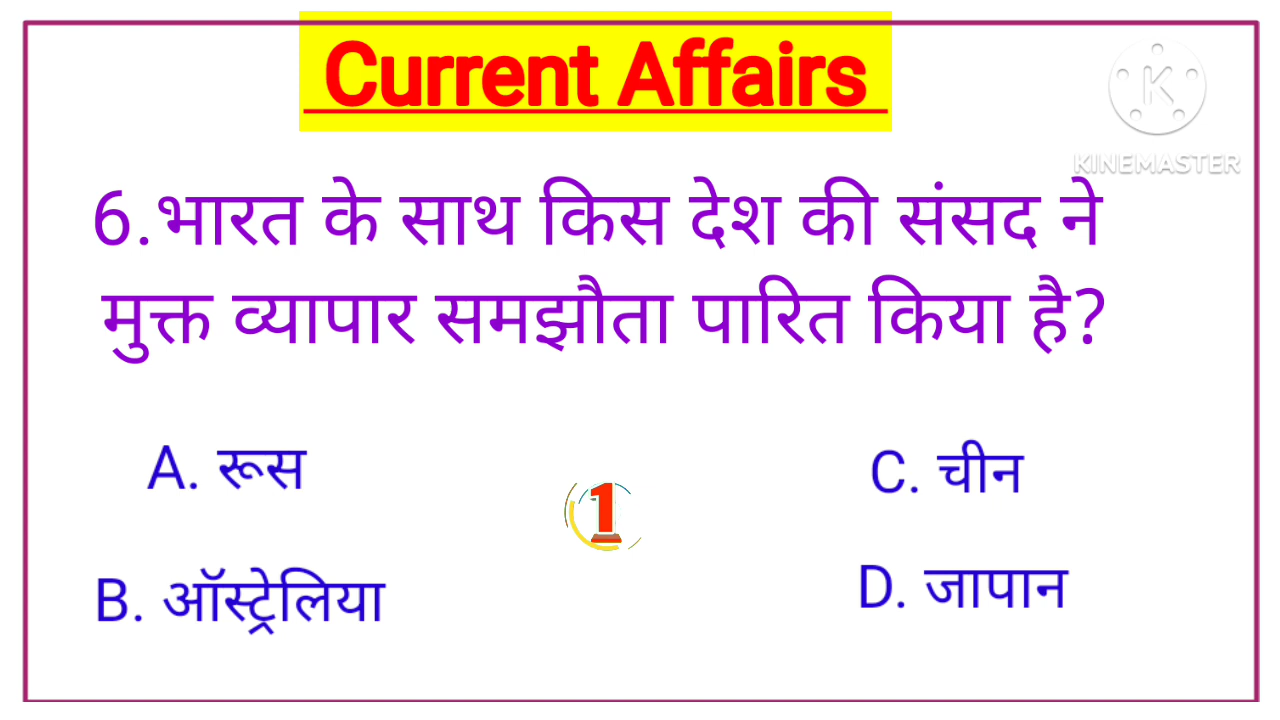 Current Affairs
K
KINEMASTER
6.भारत के साथ किस देश की संसद ने
मुक्त व्यापार समझौता पारित किया है?
A. रूस
C. चीन
1
B. ऑस्ट्रेलिया
D. जापान